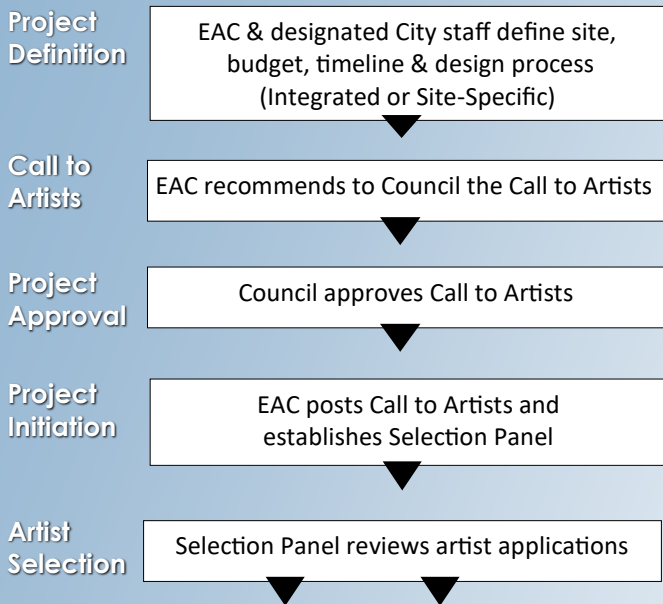 Project
Definition
EAC & designated City staff define site,
budget, timeline & design process
(Integrated or Site-Specific)
Call to
Artists
EAC recommends to Council the Call to Artists
Project
Approval
Council approves Call to Artists
Project
Initiation
EAC posts Call to Artists and
establishes Selection Panel
Artist
Selection
Selection Panel reviews artist applications